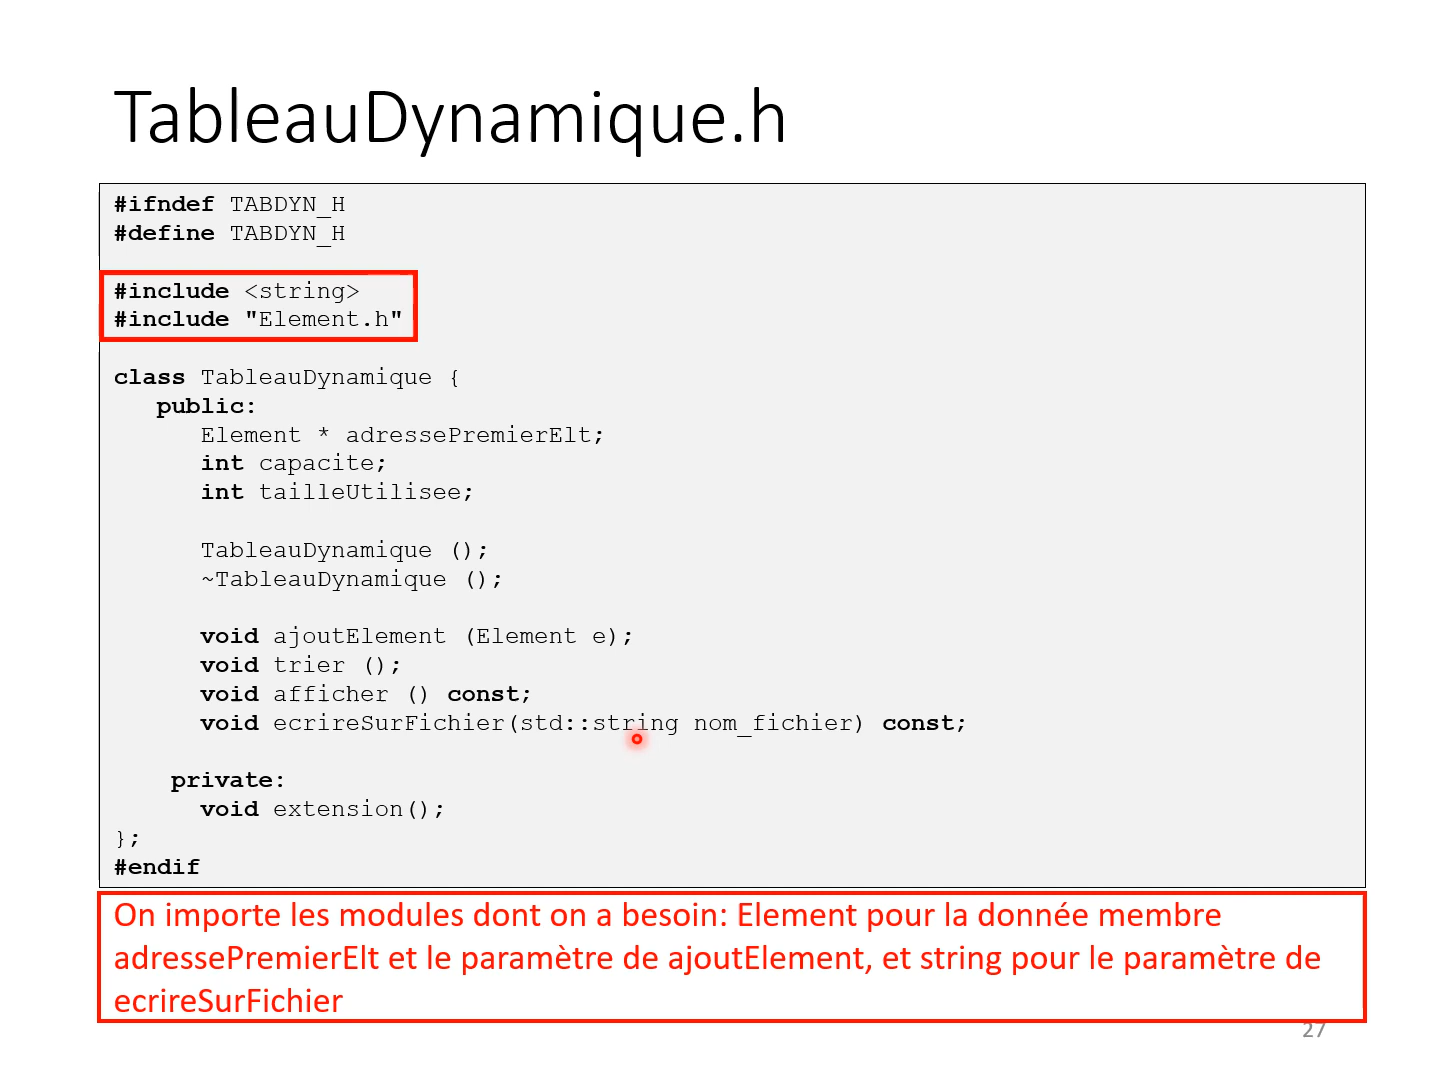 TableauDynamique.h
#ifndef TABDYN_H
#define TABDYN_H
#include <string>
#include "Element.h"
class TableauDynamique {
public:
Element * adressePremierElt;
int capacite;
int tailleUtilisee;
TableauDynamique ();
~TableauDynamique ();
void ajoutElement (Element e);
void trier ();
void afficher () const;
void ecrireSurFichier(std::string nom_fichier) const;
private:
void extension();
};
#endif
On importe les modules dont on a besoin: Element pour la donnée membre
adressePremierElt et le paramètre de ajoutElement, et string pour le paramètre de
ecrireSurFichier
27